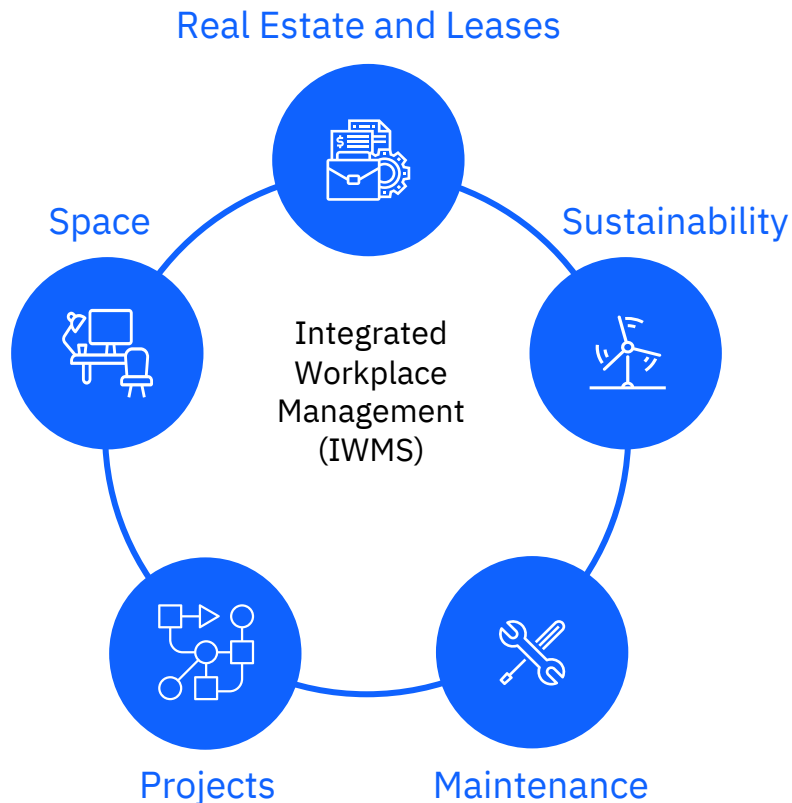 Real Estate and Leases
Space
Sustainability
$
Integrated
Workplace
Management
(IWMS)
Projects
Maintenance